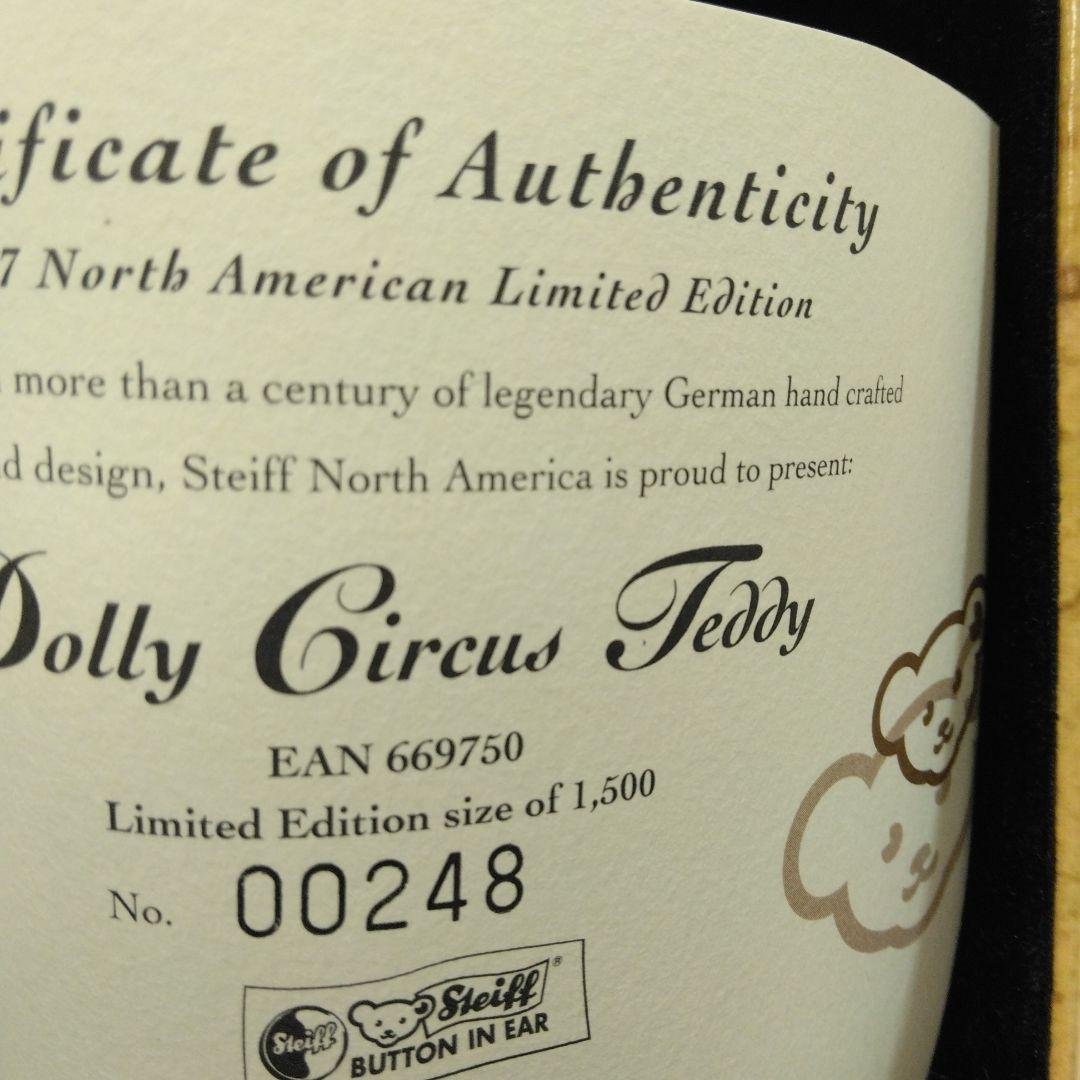 ificate of Authenticity
7 North American Limited Edition
more than a century of legendary German hand crafted
d design, Steiff North America is proud to present:
Dolly Circus Teddy
EAN 669750
Limited Edition size of 1,500
No. 00248
Steiff Steiff ®
BUTTON IN EAR